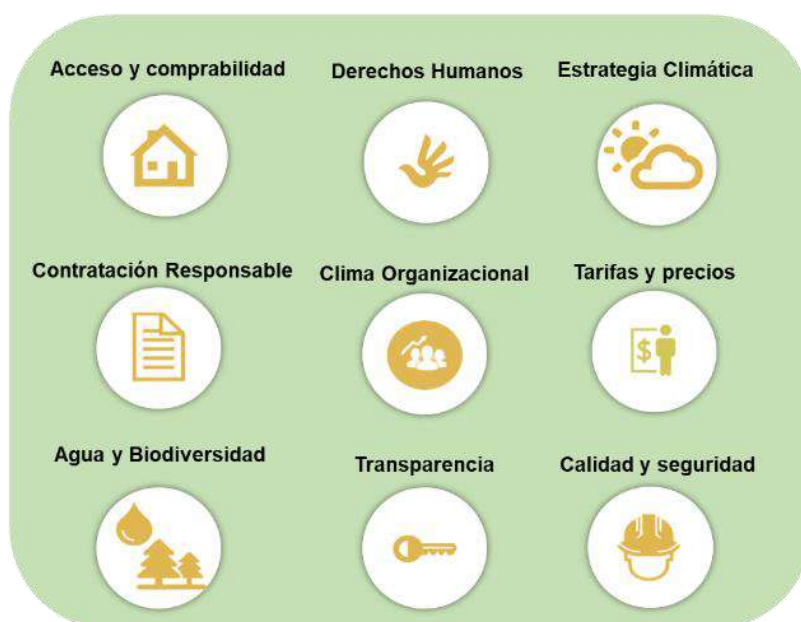 Acceso y comprabilidad
Derechos Humanos
Estrategia Climática
Contratación Responsable
Clima Organizacional
Tarifas y precios
$
Agua y Biodiversidad
Transparencia
Calidad y seguridad